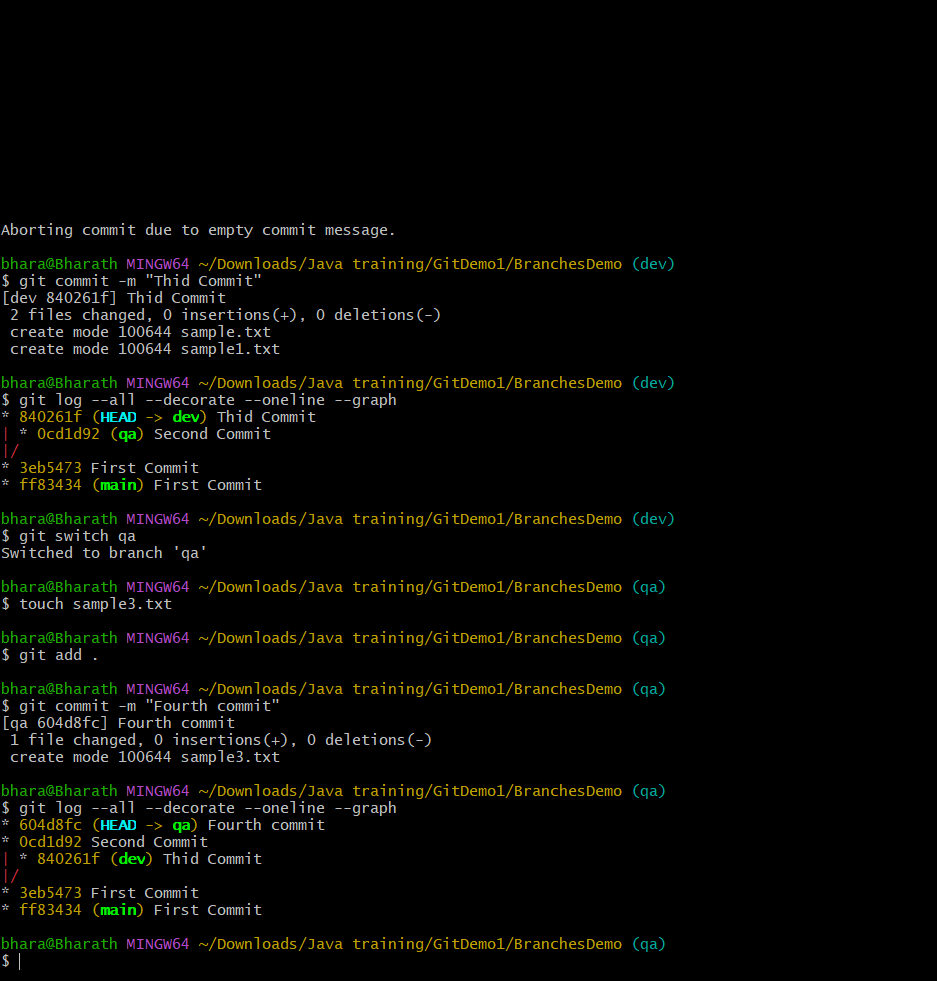 Aborting commit due to empty commit message.
bhara@Bharath MINGW64 ~/Downloads/Java training/GitDemo1/BranchesDemo (dev)
$ git commit -m "Thid Commit"
[dev 840261f] Thid Commit
 2 files changed, 0 insertions(+), 0 deletions(-)
 create mode 100644 sample.txt
 create mode 100644 sample1.txt
bhara@Bharath MINGW64 ~/Downloads/Java training/GitDemo1/BranchesDemo (dev)
$ git log --all --decorate --oneline --graph
* 840261f (HEAD -> dev) Thid Commit
| * 0cd1d92 (qa) Second Commit
|/
* 3eb5473 First Commit
* ff83434 (main) First Commit
bhara@Bharath MINGW64 ~/Downloads/Java training/GitDemo1/BranchesDemo (dev)
$ git switch qa
Switched to branch 'qa'
bhara@Bharath MINGW64 ~/Downloads/Java training/GitDemo1/BranchesDemo (qa)
$ touch sample3.txt
bhara@Bharath MINGW64 ~/Downloads/Java training/GitDemo1/BranchesDemo (qa)
$ git add .
bhara@Bharath MINGW64 ~/Downloads/Java training/GitDemo1/BranchesDemo (qa)
$ git commit -m "Fourth commit"
[qa 604d8fc] Fourth commit
 1 file changed, 0 insertions(+), 0 deletions(-)
 create mode 100644 sample3.txt
bhara@Bharath MINGW64 ~/Downloads/Java training/GitDemo1/BranchesDemo (qa)
$ git log --all --decorate --oneline --graph
* 604d8fc (HEAD -> qa) Fourth commit
* 0cd1d92 Second Commit
| * 840261f (dev) Thid Commit
|/
* 3eb5473 First Commit
* ff83434 (main) First Commit
bhara@Bharath MINGW64 ~/Downloads/Java training/GitDemo1/BranchesDemo (qa)
$